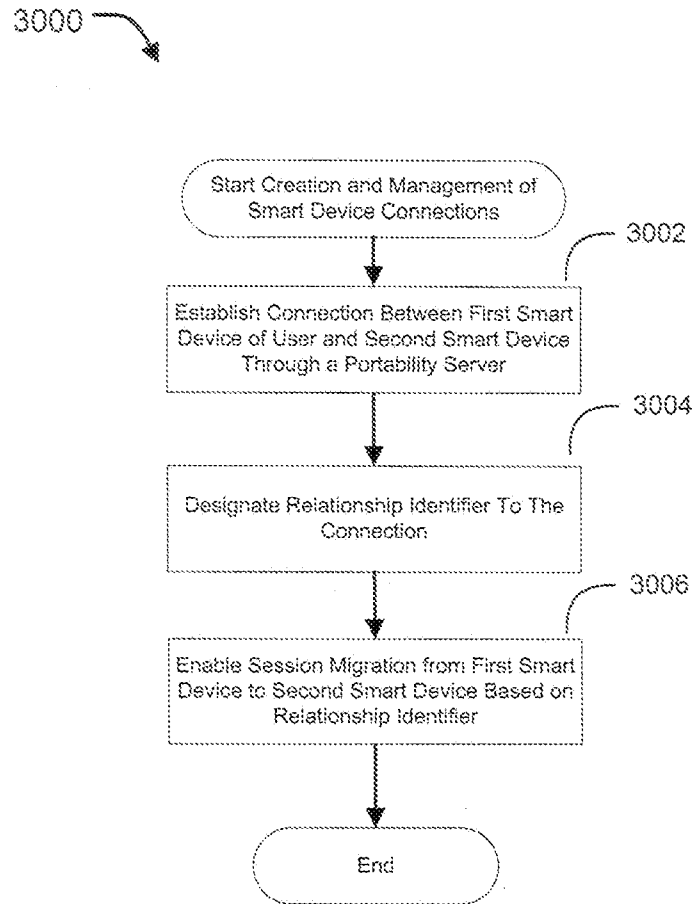 3000
Start Creation and Management of
Smart Device Connections
3002
Establish Connection Between First Smart
Device of User and Second Smart Device
Through a Portability Server
3004
Designate Relationship Identifier To The
Connection
3006
Enable Session Migration from First Smart
Device to Second Smart Device Based on
Relationship Identifier
End